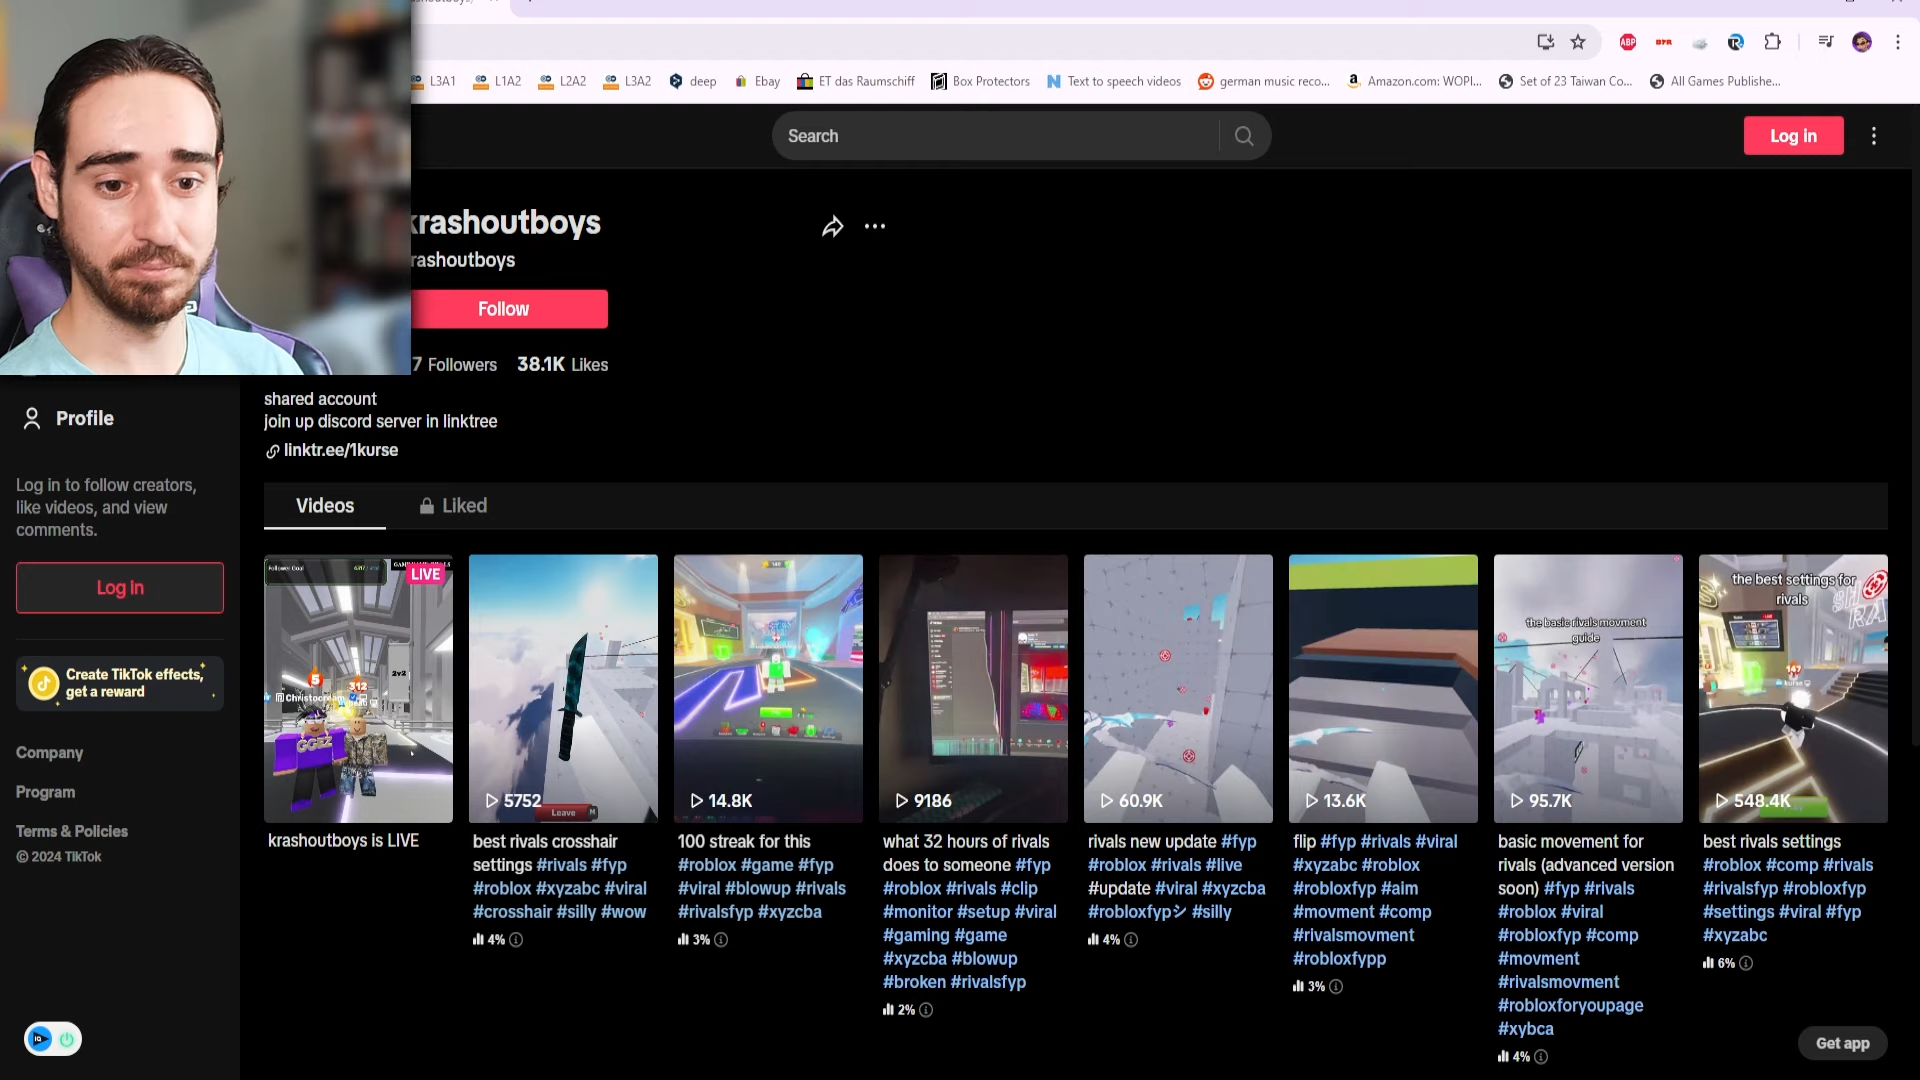 L3A1
L1A2
L2A2
L3A2
deep
Ebay
ET das Raumschiff
Box Protectors
Text to speech videos
german music reco...
Amazon.com: WOPI...
Set of 23 Taiwan Co...
All Games Publishe...
ABP
Search
Log in
krashoutboys
rashoutboys
Follow
7 Followers 38.1K Likes
shared account
join up discord server in linktree
linktr.ee/1kurse
Profile
Log in to follow creators,
like videos, and view
comments.
Log in
Create TikTok effects,
get a reward
Company
Program
Terms & Policies
© 2024 TikTok
Videos
Liked
Follower Goal
LIVE
2v2
5
312
Christocream
GGEZ
krashoutboys is LIVE
5752
Leave
best rivals crosshair
settings #rivals #fyp
#roblox #xyzabc #viral
#crosshair #silly #wow
4%
14.8K
100 streak for this
#roblox #game #fyp
#viral #blowup #rivals
#rivalsfyp #xyzcba
3%
9186
what 32 hours of rivals
does to someone #fyp
#roblox #rivals #clip
#monitor #setup #viral
#gaming #game
#xyzcba #blowup
#broken #rivalsfyp
2%
60.9K
rivals new update #fyp
#roblox #rivals #live
#update #viral #xyzcba
#robloxfypシ #silly
4%
13.6K
flip #fyp #rivals #viral
#xyzabc #roblox
#robloxfyp #aim
#movment #comp
#rivalsmovment
#robloxfypp
3%
the basic rivals movment
guide
95.7K
basic movement for
rivals (advanced version
soon) #fyp #rivals
#roblox #viral
#robloxfyp #comp
#movment
#rivalsmovment
#robloxforyoupage
#xybca
4%
the best settings for
rivals
147
kurse
548.4K
best rivals settings
#roblox #comp #rivals
#rivalsfyp #robloxfyp
#settings #viral #fyp
#xyzabc
6%
Get app